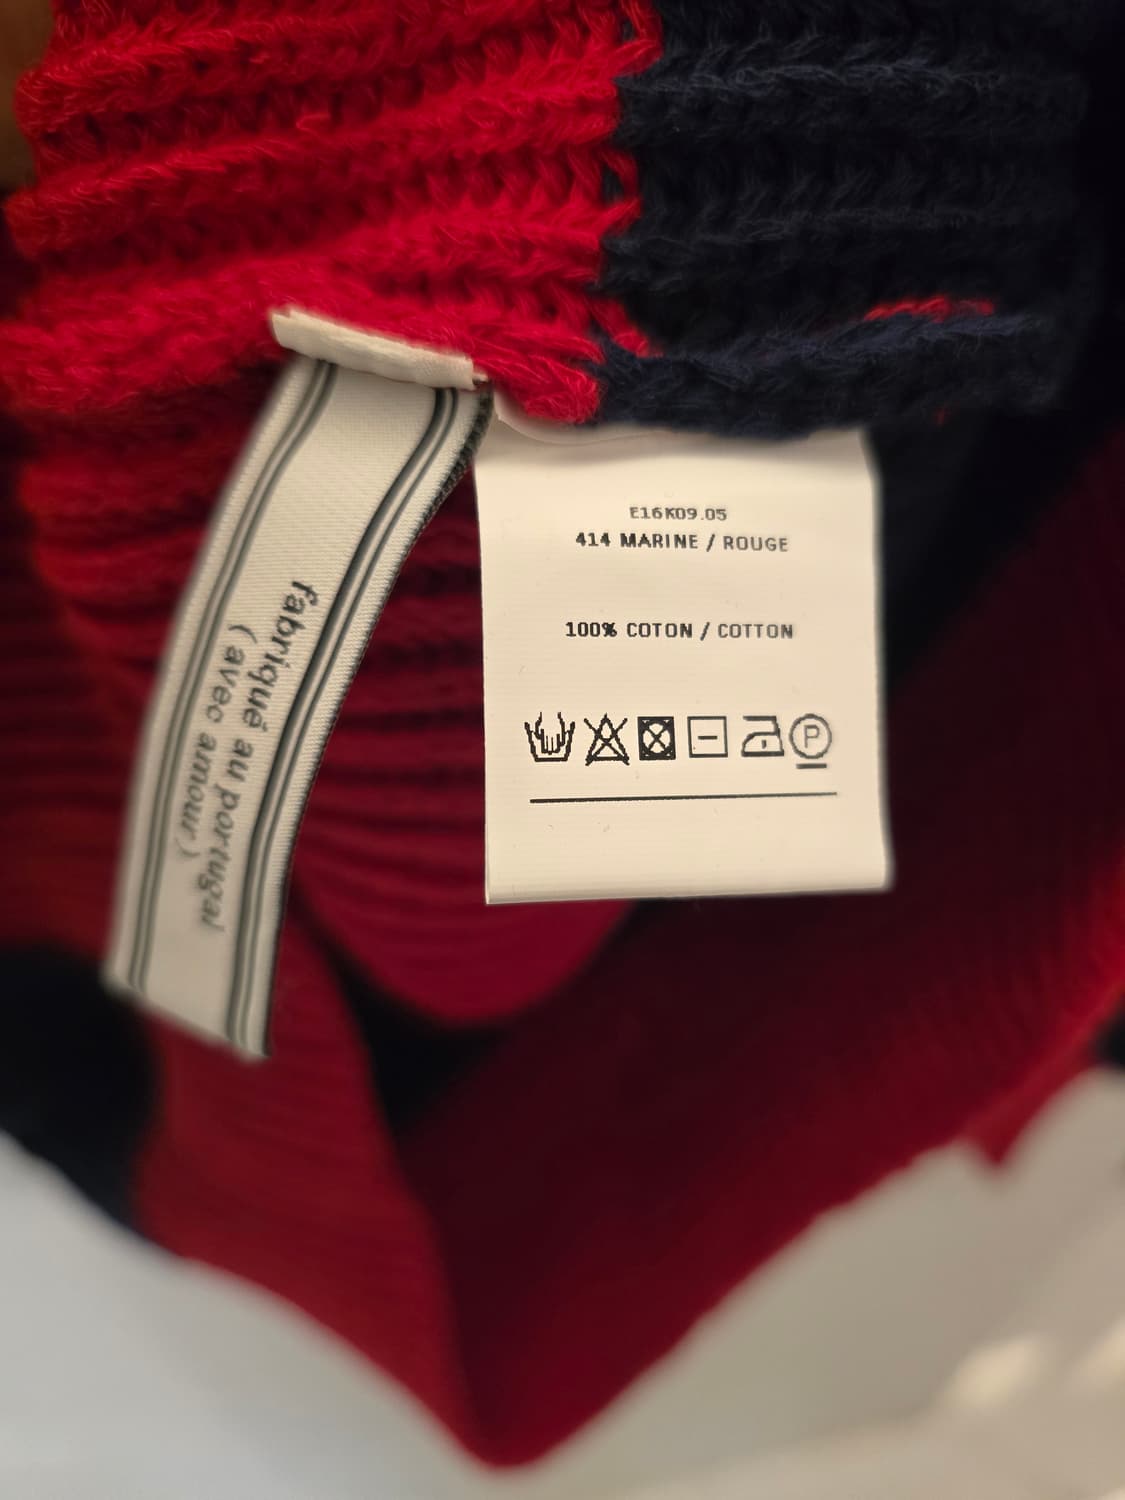 E16K09.05
414 MARINE / ROUGE
100% COTON / COTTON
P
fabriqué au portugal
( avec amour )